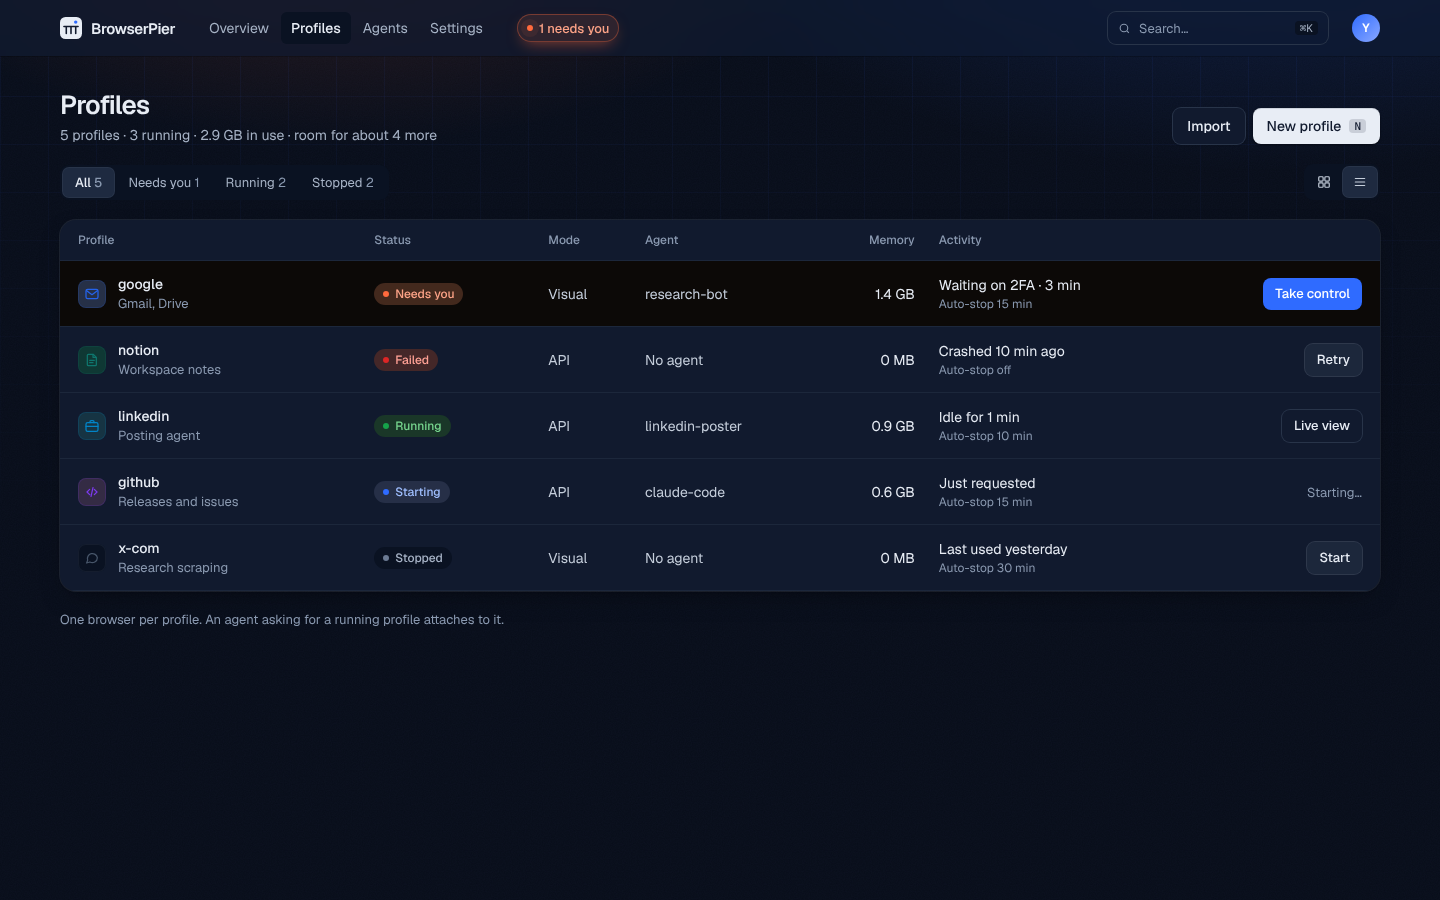 BrowserPier Overview Profiles Agents Settings 1 needs you Search... ⌘K Y
Profiles
5 profiles · 3 running · 2.9 GB in use · room for about 4 more
Import New profile N
All 5 Needs you 1 Running 2 Stopped 2
Profile Status Mode Agent Memory Activity
google
Gmail, Drive
Needs you Visual research-bot 1.4 GB
Waiting on 2FA · 3 min
Auto-stop 15 min
Take control
notion
Workspace notes
Failed API No agent 0 MB
Crashed 10 min ago
Auto-stop off
Retry
linkedin
Posting agent
Running API linkedin-poster 0.9 GB
Idle for 1 min
Auto-stop 10 min
Live view
github
Releases and issues
Starting API claude-code 0.6 GB
Just requested
Auto-stop 15 min
Starting...
x-com
Research scraping
Stopped Visual No agent 0 MB
Last used yesterday
Auto-stop 30 min
Start
One browser per profile. An agent asking for a running profile attaches to it.